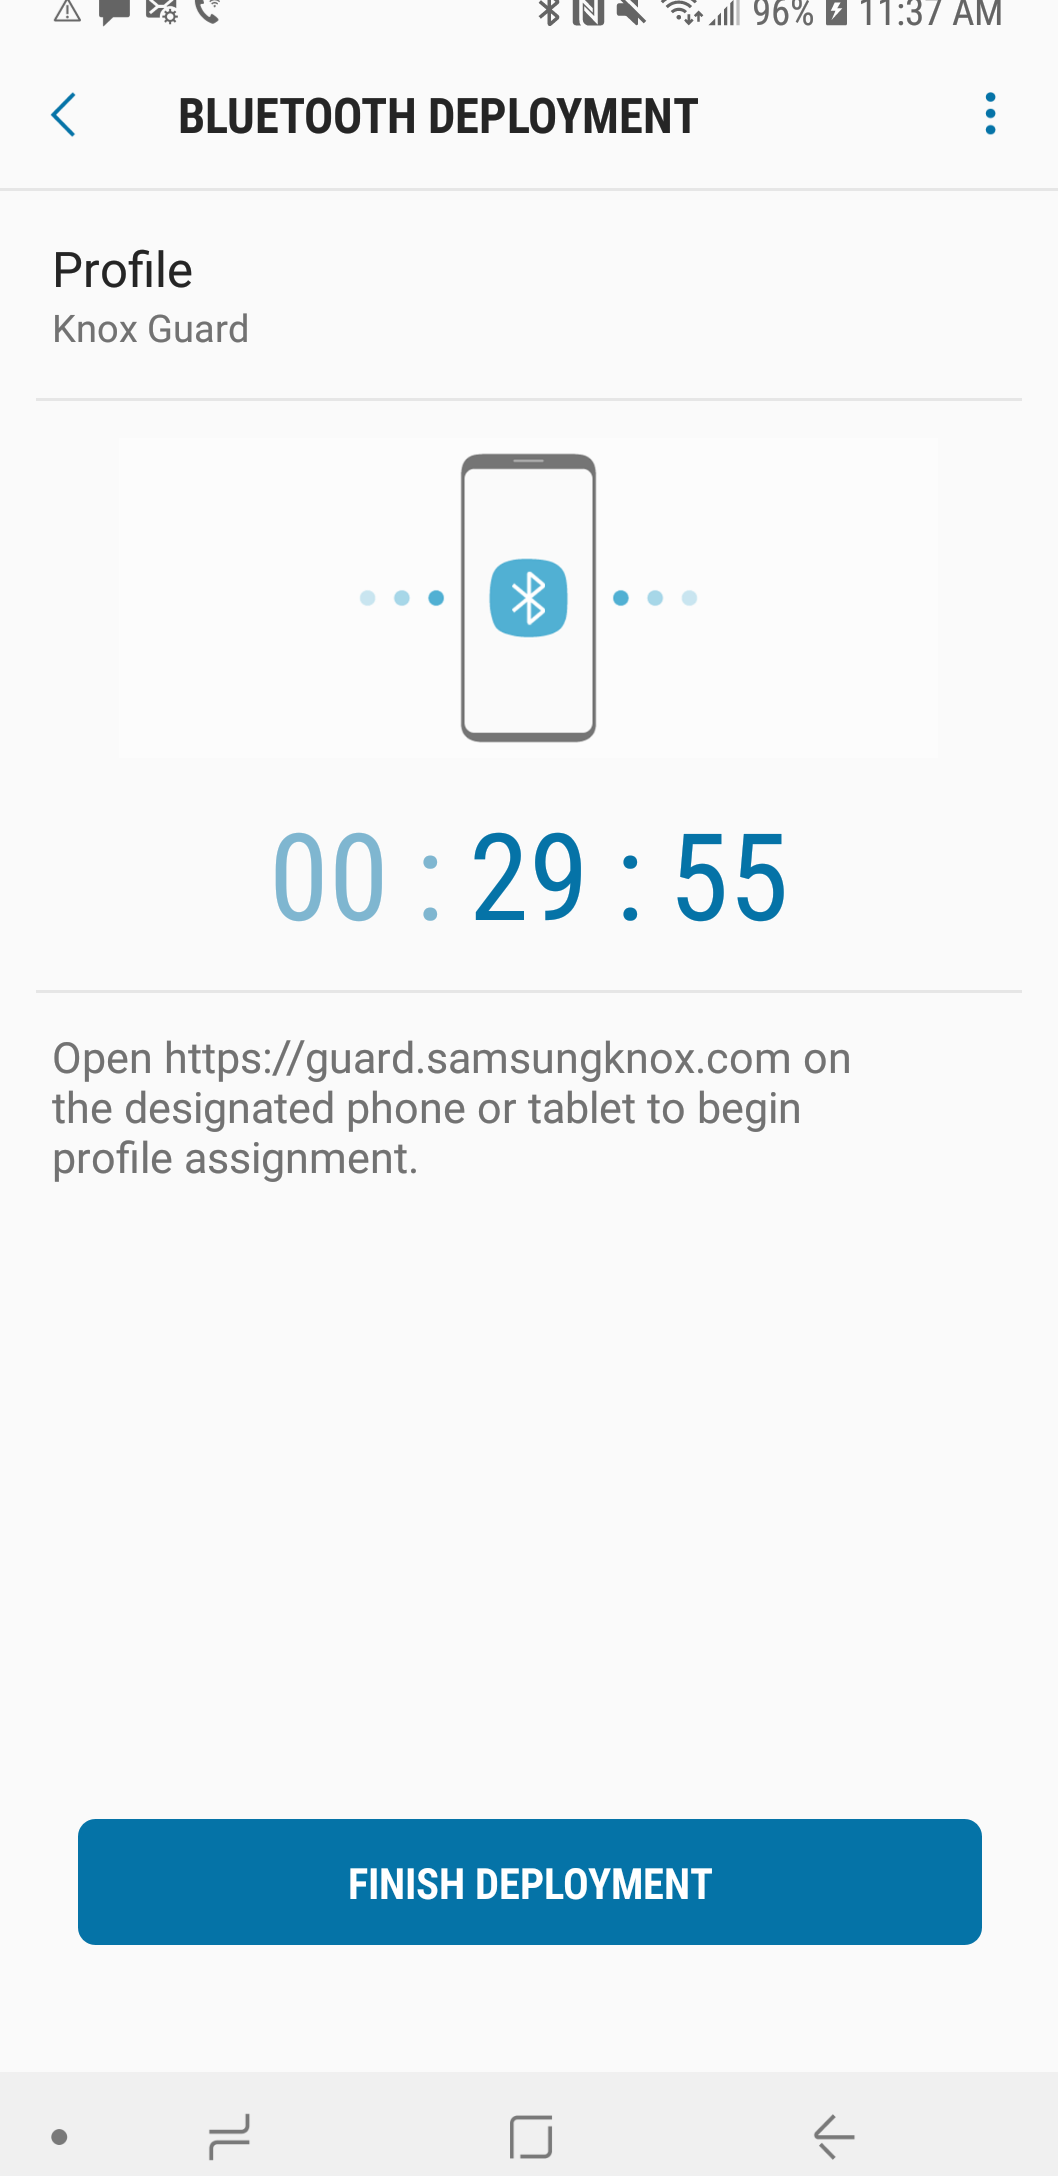 96% 11:37 AM
BLUETOOTH DEPLOYMENT
Profile
Knox Guard
00 : 29 : 55
Open https://guard.samsungknox.com on
the designated phone or tablet to begin
profile assignment.
FINISH DEPLOYMENT